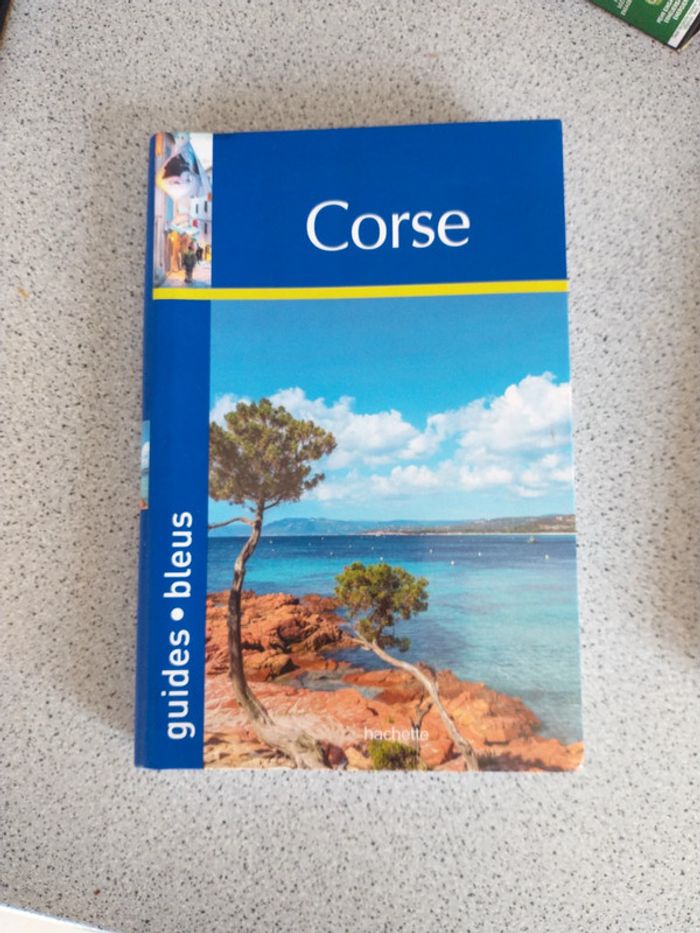 Corse
guides • bleus
hachette